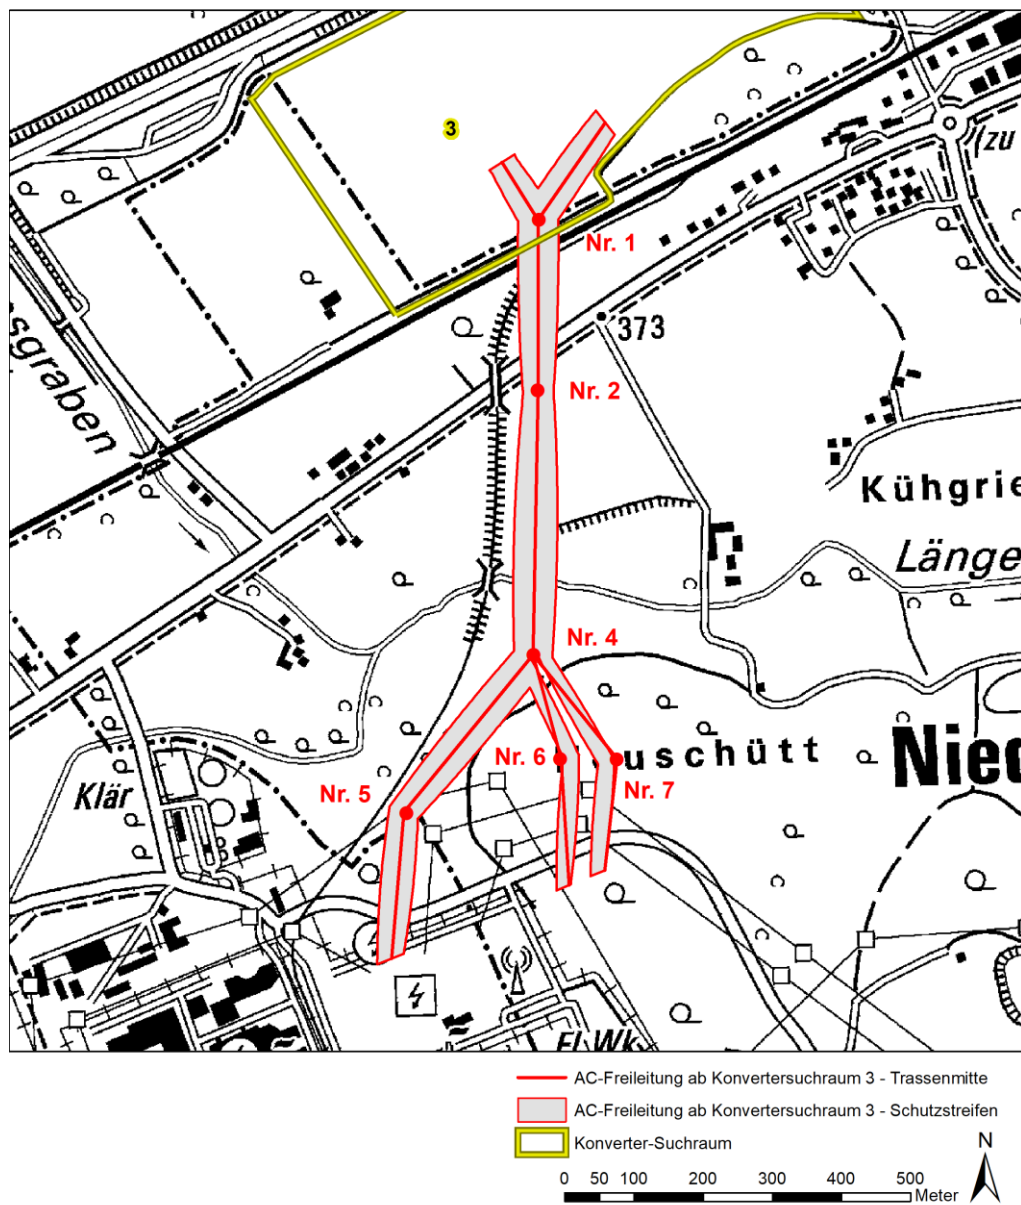 3
(zu
Nr. 1
373
sgraben
Nr. 2
Kühgrie
Länge
Nr. 4
Nr. 6
uschütt
Nied
Klär
Nr. 5
Nr. 7
El.Wk
AC-Freileitung ab Konvertersuchraum 3 - Trassenmitte
AC-Freileitung ab Konvertersuchraum 3 - Schutzstreifen
Konverter-Suchraum
N
0 50 100 200 300 400 500
Meter